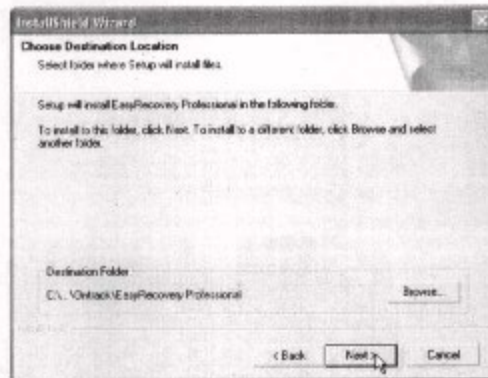 InstallShield Wizard
Choose Destination Location
Select folder where Setup will install files.
Setup will install EasyRecovery Professional in the following folder.
To install to this folder, click Next. To install to a different folder, click Browse and select
another folder.
Destination Folder
C:\...\Ontrack\EasyRecovery Professional
Browse...
< Back
Next >
Cancel